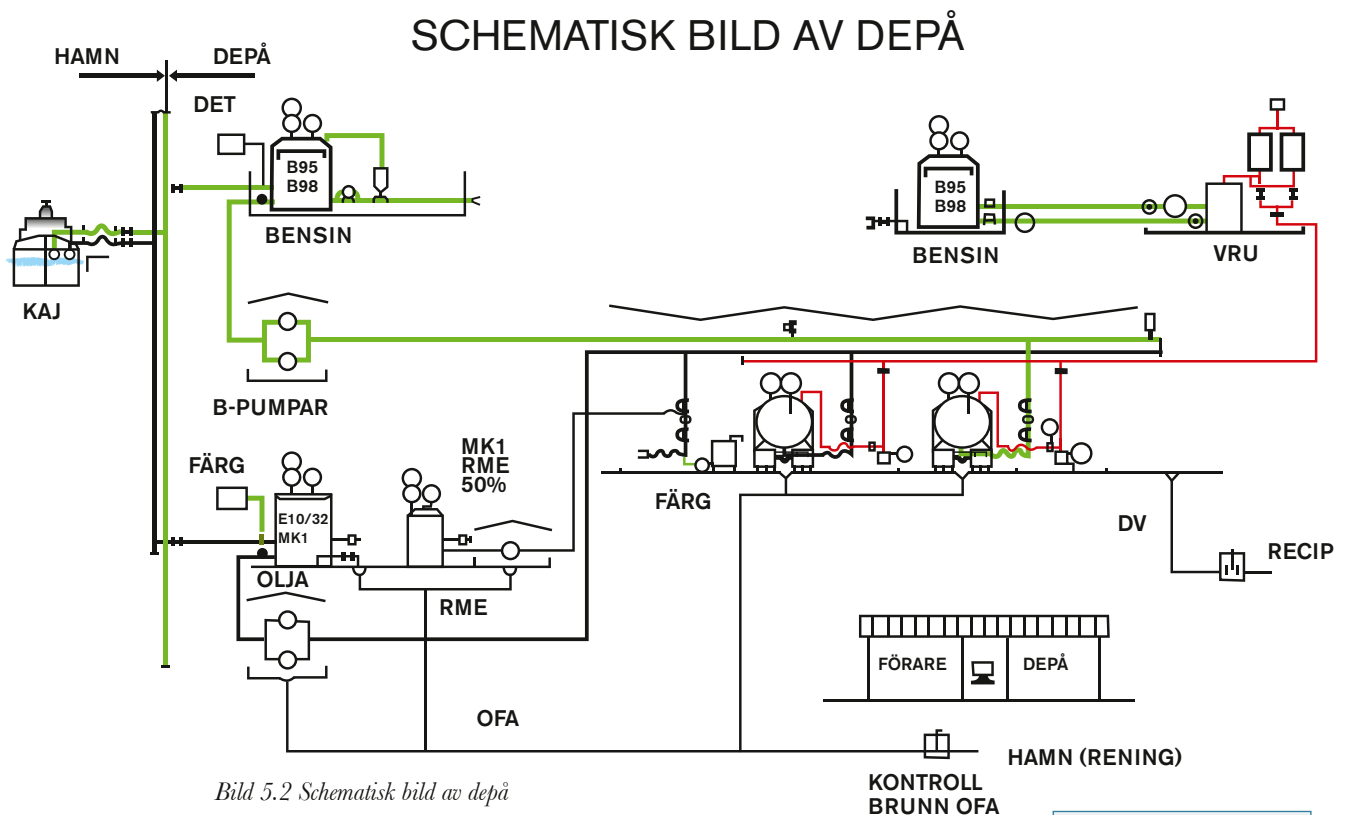 SCHEMATISK BILD AV DEPÅ
HAMN
DEPÅ
DET
B95
B98
BENSIN
B95
B98
BENSIN
VRU
KAJ
B-PUMPAR
MK1
RME
50%
FÄRG
E10/32
MK1
OLJA
RME
FÄRG
DV
RECIP
FÖRARE
DEPÅ
OFA
HAMN (RENING)
KONTROLL
BRUNN OFA
Bild 5.2 Schematisk bild av depå